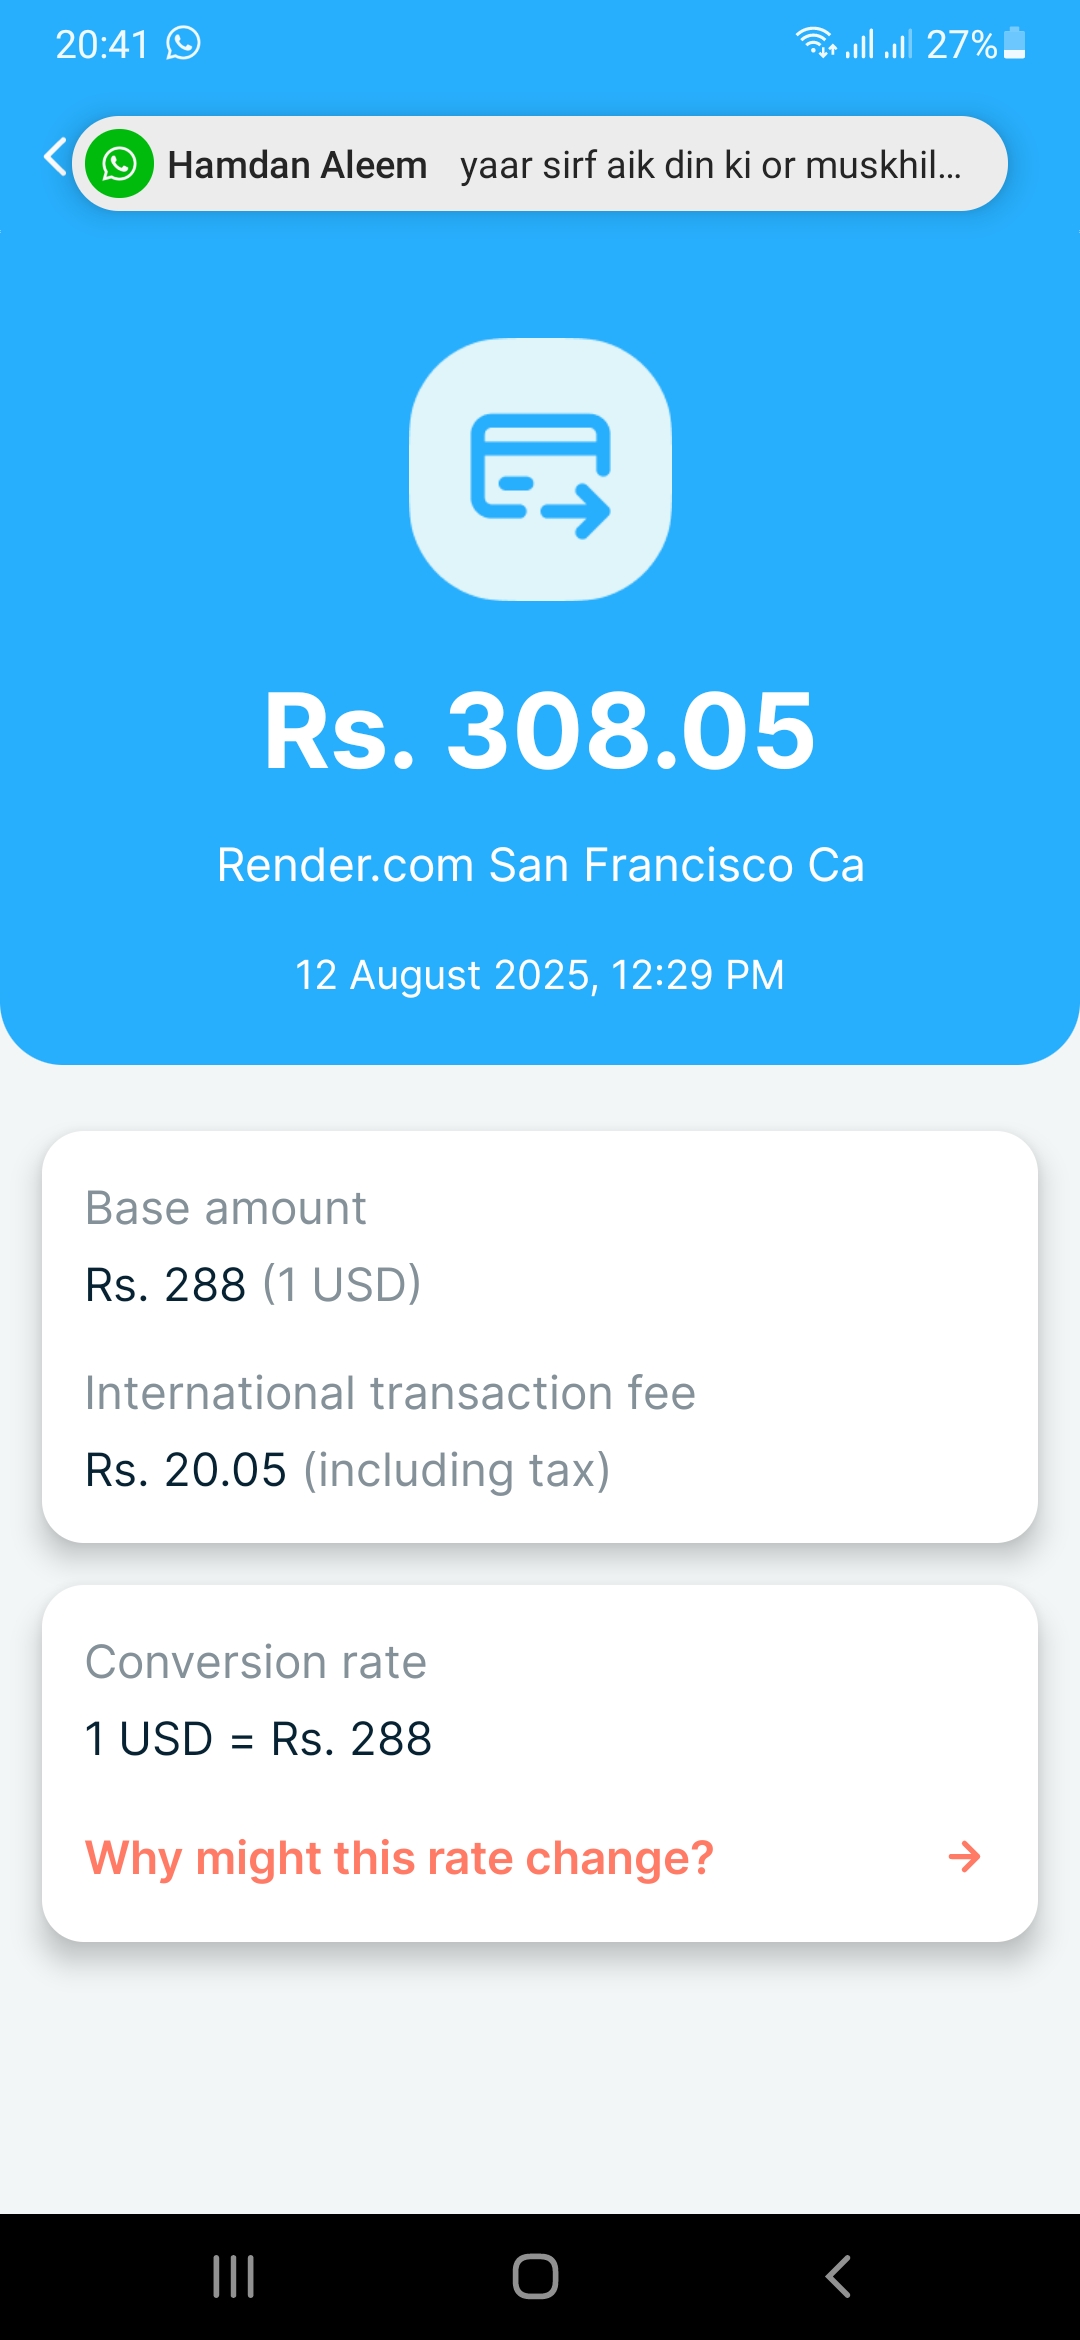 20:41 27%
Hamdan Aleem yaar sirf aik din ki or muskhil...
Rs. 308.05
Render.com San Francisco Ca
12 August 2025, 12:29 PM
Base amount
Rs. 288 (1 USD)
International transaction fee
Rs. 20.05 (including tax)
Conversion rate
1 USD = Rs. 288
Why might this rate change?